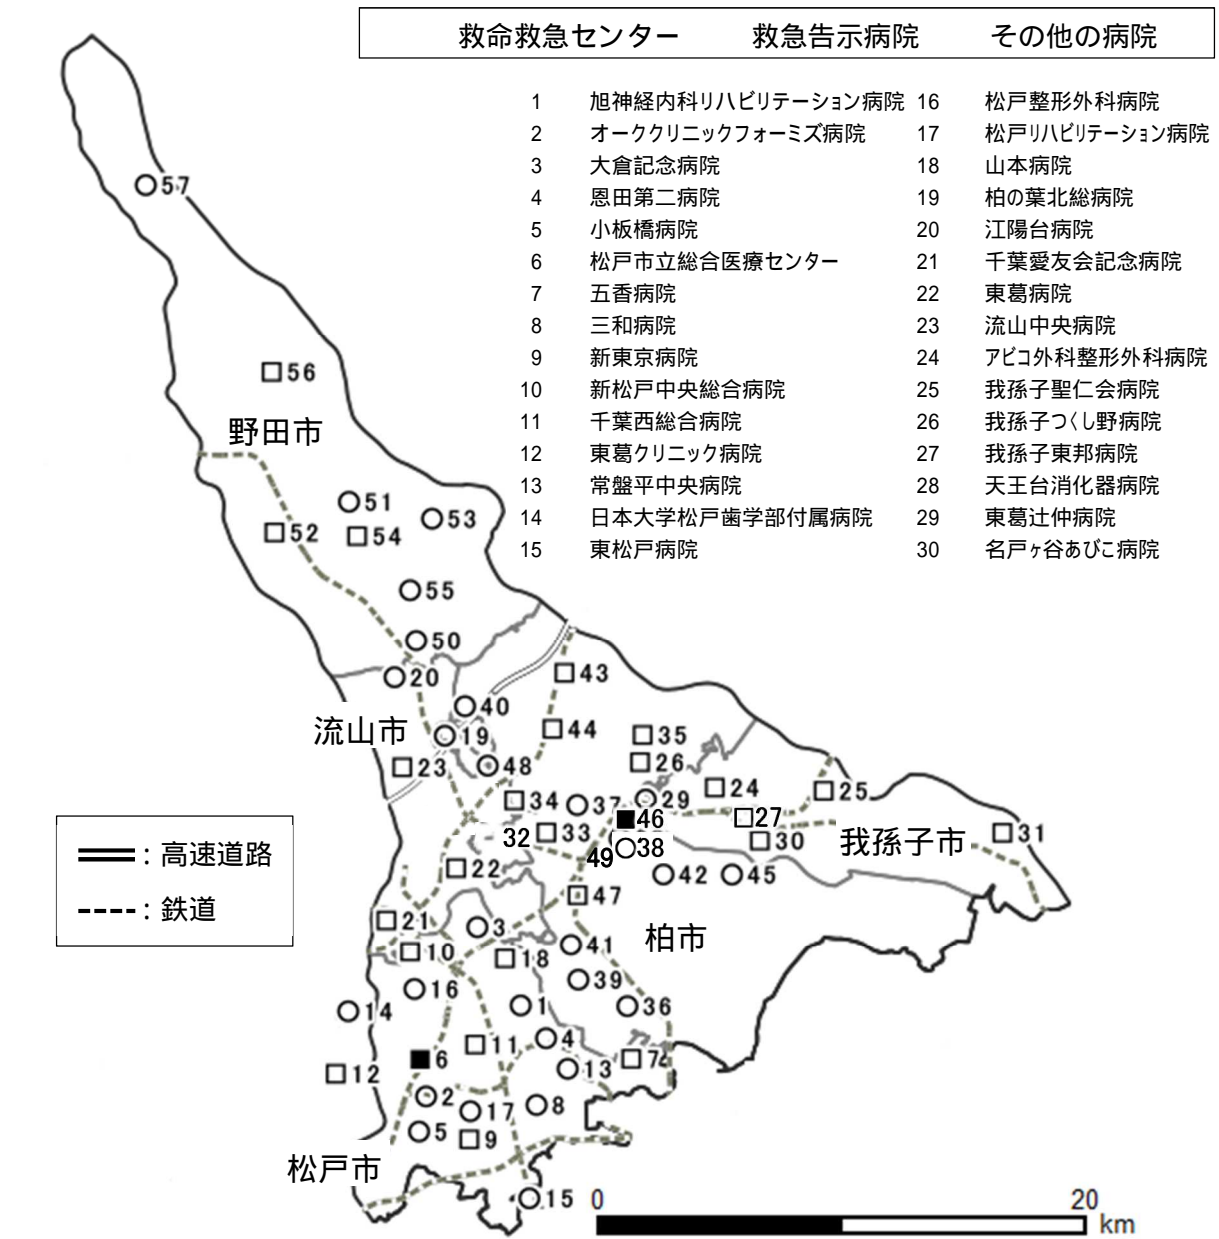 救命救急センター 救急告示病院 その他の病院
1 旭神経内科リハビリテーション病院 16 松戸整形外科病院
2 オーククリニックフォーミズ病院 17 松戸リハビリテーション病院
3 大倉記念病院 18 山本病院
4 恩田第二病院 19 柏の葉北総病院
5 小板橋病院 20 江陽台病院
6 松戸市立総合医療センター 21 千葉愛友会記念病院
7 五香病院 22 東葛病院
8 三和病院 23 流山中央病院
9 新東京病院 24 アビコ外科整形外科病院
10 新松戸中央総合病院 25 我孫子聖仁会病院
11 千葉西総合病院 26 我孫子つくし野病院
12 東葛クリニック病院 27 我孫子東邦病院
13 常盤平中央病院 28 天王台消化器病院
14 日本大学松戸歯学部付属病院 29 東葛辻仲病院
15 東松戸病院 30 名戸ヶ谷あびこ病院
57
56
野田市
51
53
52
54
55
50
20
43
40
流山市
19
44
35
23
48
26
24
25
34
37
29
46
27
32
33
31
30
我孫子市
49
38
:高速道路
22
42
45
47
:鉄道
21
3
柏市
41
10
18
39
16
1
36
14
4
11
6
7
13
12
2
8
17
5
9
松戸市
15
0 20
km